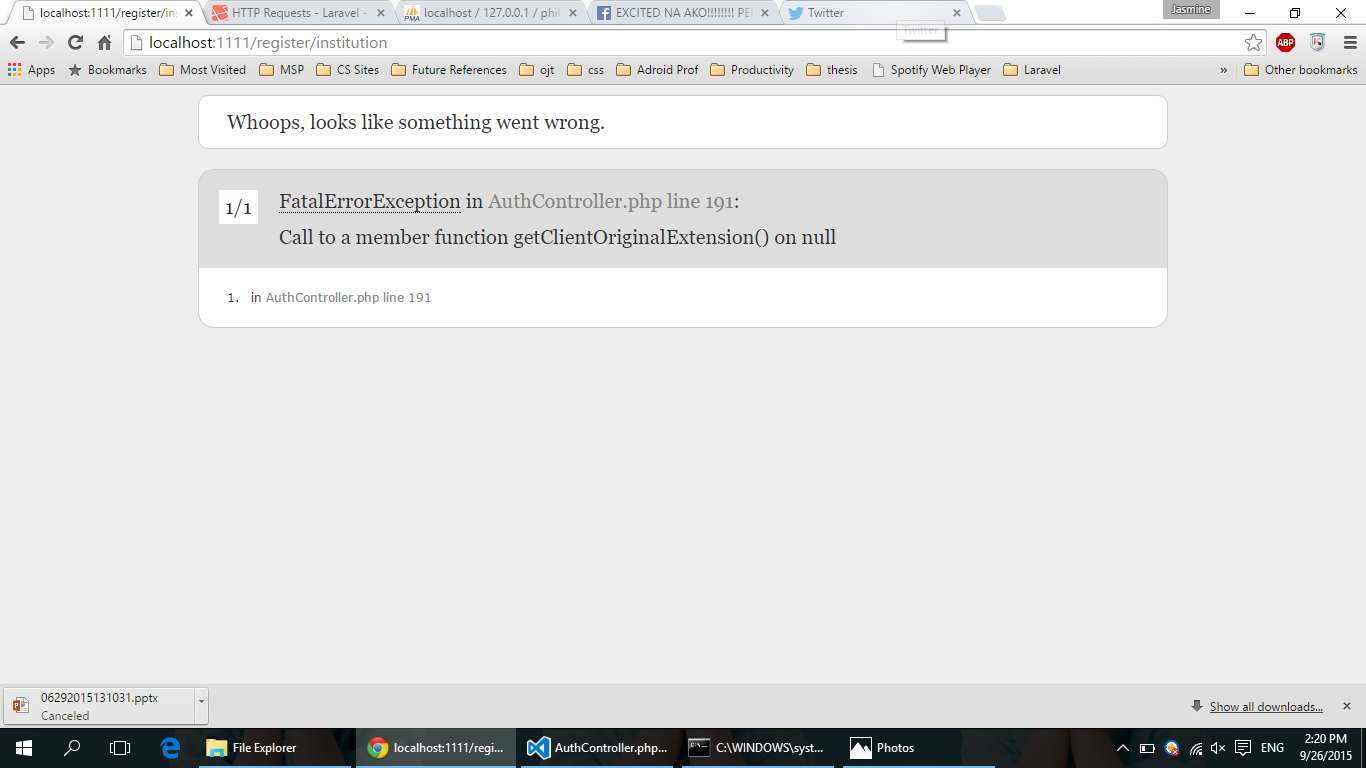 Jasmine
localhost:1111/register/in
HTTP Requests - Laravel -
PMA
localhost / 127.0.0.1 / phil
EXCITED NA AKO!!!!!!!! PE
Twitter
Twitter
localhost:1111/register/institution
ABP
Apps
Bookmarks
Most Visited
MSP
CS Sites
Future References
ojt
css
Adroid Prof
Productivity
thesis
Spotify Web Player
Laravel
»
Other bookmarks
Whoops, looks like something went wrong.
1/1
FatalErrorException in AuthController.php line 191:
Call to a member function getClientOriginalExtension() on null
1. in AuthController.php line 191
06292015131031.pptx
Canceled
Show all downloads...
File Explorer
localhost:1111/regi...
AuthController.php...
C:\WINDOWS\syst...
Photos
ENG
2:20 PM
9/26/2015